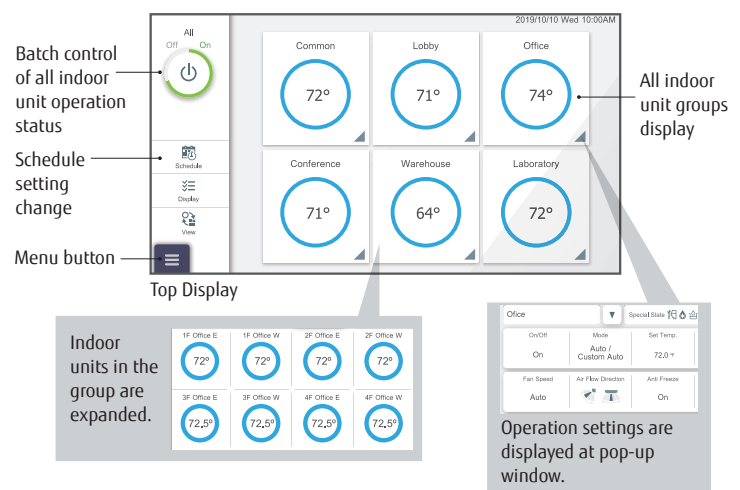 2019/10/10 Wed 10:00AM
All
Off On
Batch control
of all indoor
unit operation
status
Schedule
setting
change
Menu button
Schedule
Display
View
Common
72°
Lobby
71°
Office
74°
Conference
71°
Warehouse
64°
Laboratory
72°
All indoor
unit groups
display
Top Display
Indoor
units in the
group are
expanded.
1F Office E
72°
1F Office W
72°
2F Office E
72°
2F Office W
72°
3F Office E
72.5°
3F Office W
72.5°
4F Office E
72.5°
4F Office W
72.5°
Ofice
Special State
On/Off
On
Mode
Auto /
Custom Auto
Set Temp.
72.0 °F
Fan Speed
Auto
Air Flow Direction
Anti Freeze
On
Operation settings are
displayed at pop-up
window.